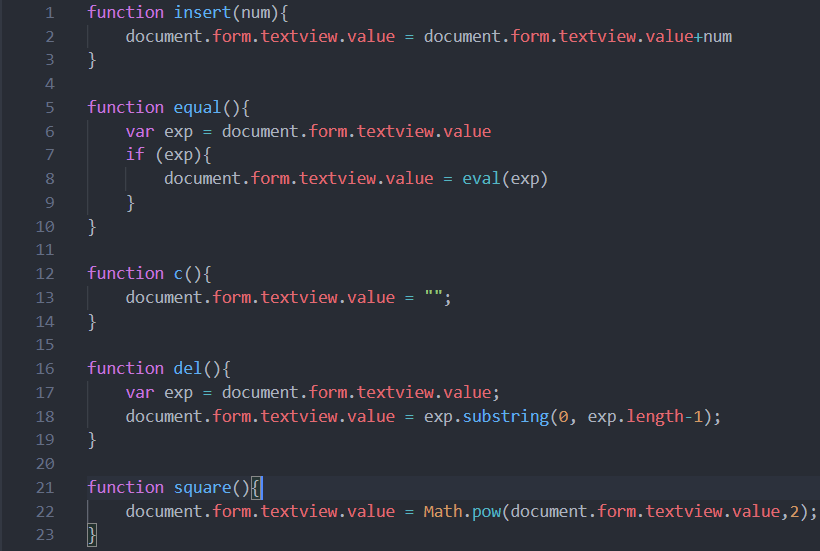 1 function insert(num){
2     document.form.textview.value = document.form.textview.value+num
3 }
4
5 function equal(){
6     var exp = document.form.textview.value
7     if (exp){
8         document.form.textview.value = eval(exp)
9     }
10 }
11
12 function c(){
13     document.form.textview.value = "";
14 }
15
16 function del(){
17     var exp = document.form.textview.value;
18     document.form.textview.value = exp.substring(0, exp.length-1);
19 }
20
21 function square(){
22     document.form.textview.value = Math.pow(document.form.textview.value,2);
23 }